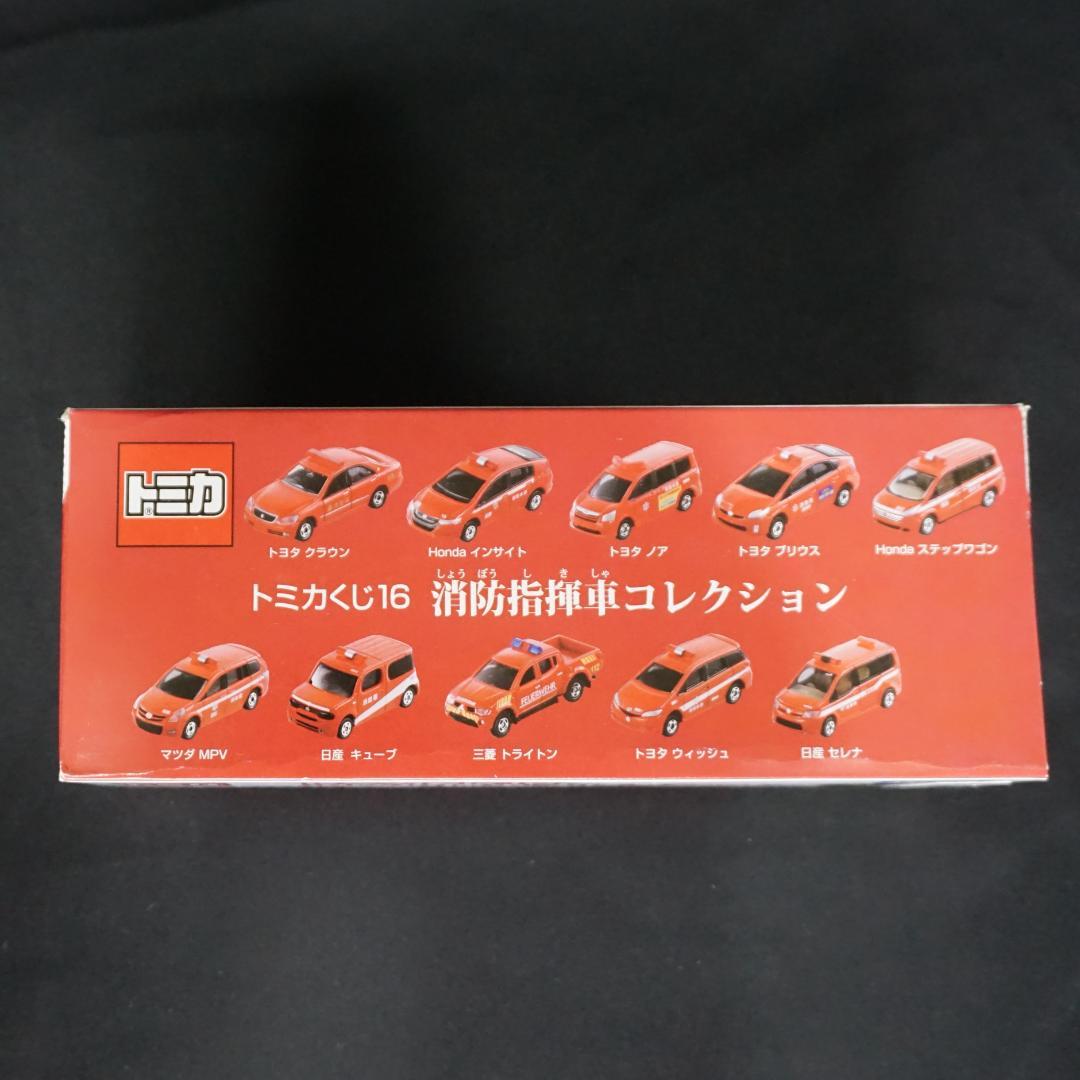 トミカ®
トヨタ クラウン
Honda インサイト
トヨタ ノア
トヨタ プリウス
Honda ステップワゴン
しょう ぼう し き しゃ
トミカくじ16 消防指揮車コレクション
FEUERWEHR
112
マツダ MPV
日産 キューブ
三菱 トライトン
トヨタ ウィッシュ
日産 セレナ